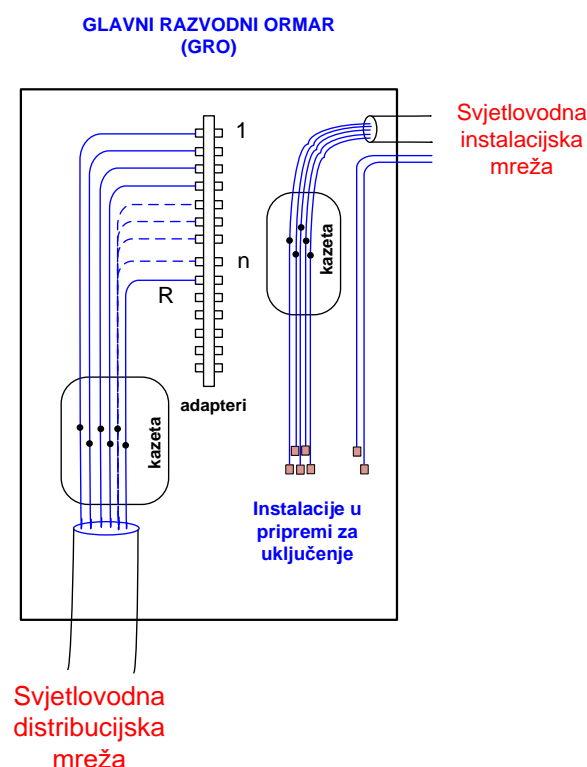 GLAVNI RAZVODNI ORMAR
(GRO)
Svjetlovodna
instalacijska
mreža
1
n
R
kazeta
adapteri
kazeta
Instalacije u
pripremi za
uključenje
Svjetlovodna
distribucijska
mreža